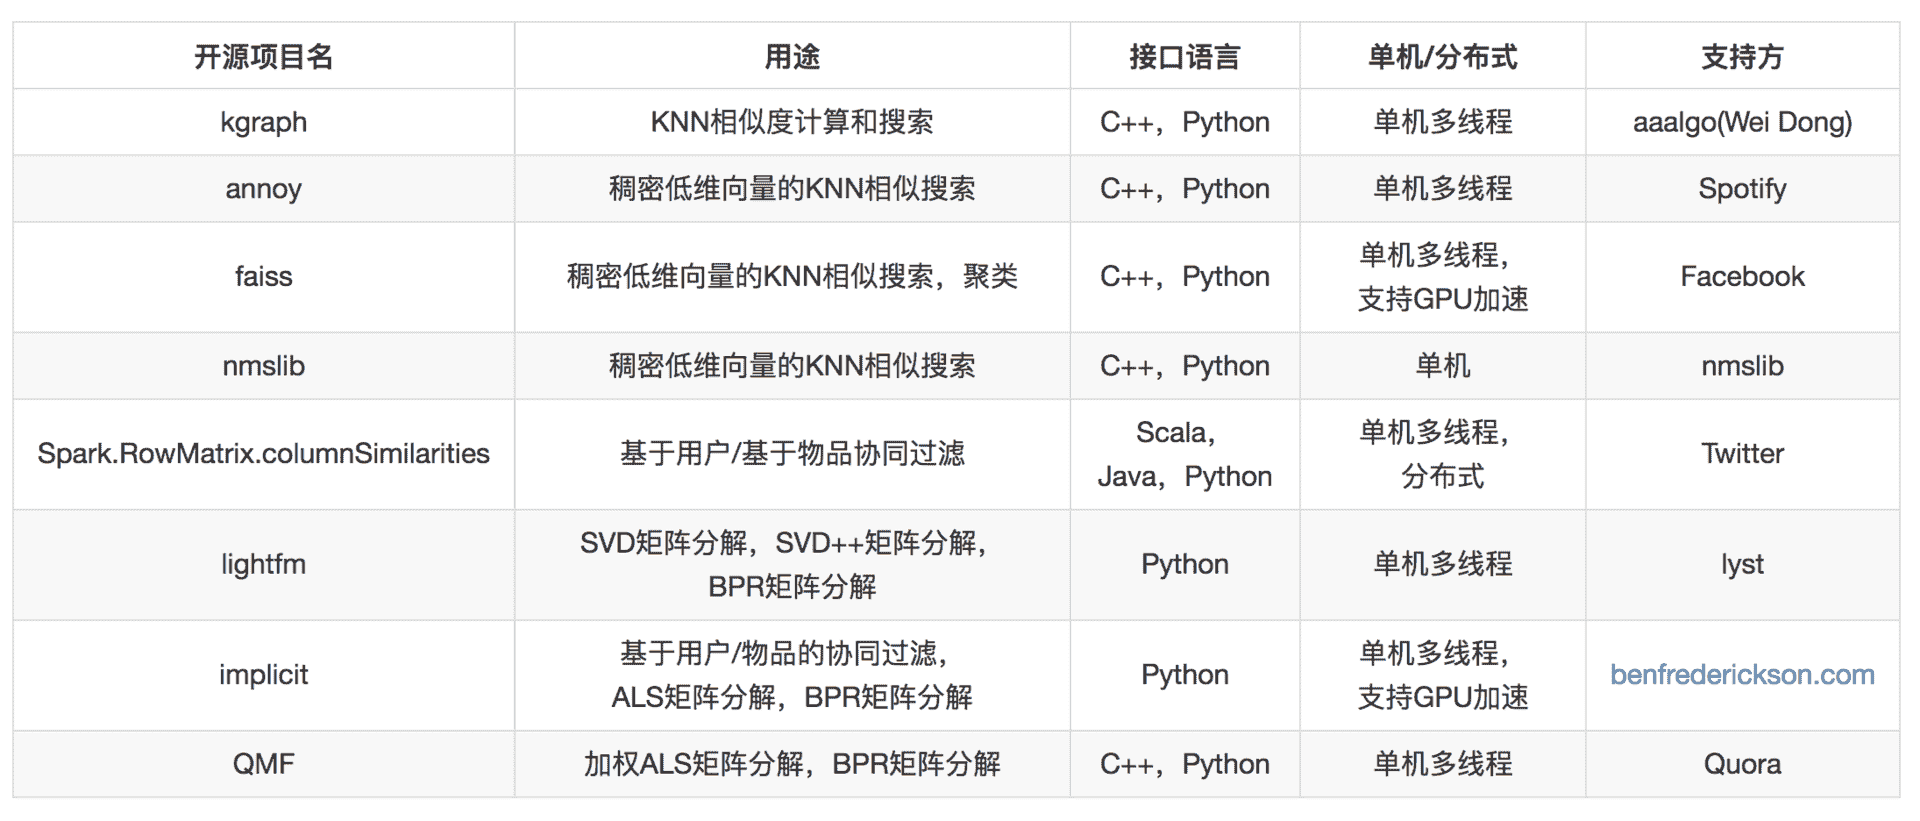 开源项目名 用途 接口语言 单机/分布式 支持方
kgraph KNN相似度计算和搜索 C++，Python 单机多线程 aaalgo(Wei Dong)
annoy 稠密低维向量的KNN相似搜索 C++，Python 单机多线程 Spotify
faiss 稠密低维向量的KNN相似搜索，聚类 C++，Python 单机多线程，
支持GPU加速 Facebook
nmslib 稠密低维向量的KNN相似搜索 C++，Python 单机 nmslib
Spark.RowMatrix.columnSimilarities 基于用户/基于物品协同过滤 Scala，
Java，Python 单机多线程，
分布式 Twitter
lightfm SVD矩阵分解，SVD++矩阵分解，
BPR矩阵分解 Python 单机多线程 lyst
implicit 基于用户/物品的协同过滤，
ALS矩阵分解，BPR矩阵分解 Python 单机多线程，
支持GPU加速 benfrederickson.com
QMF 加权ALS矩阵分解，BPR矩阵分解 C++，Python 单机多线程 Quora